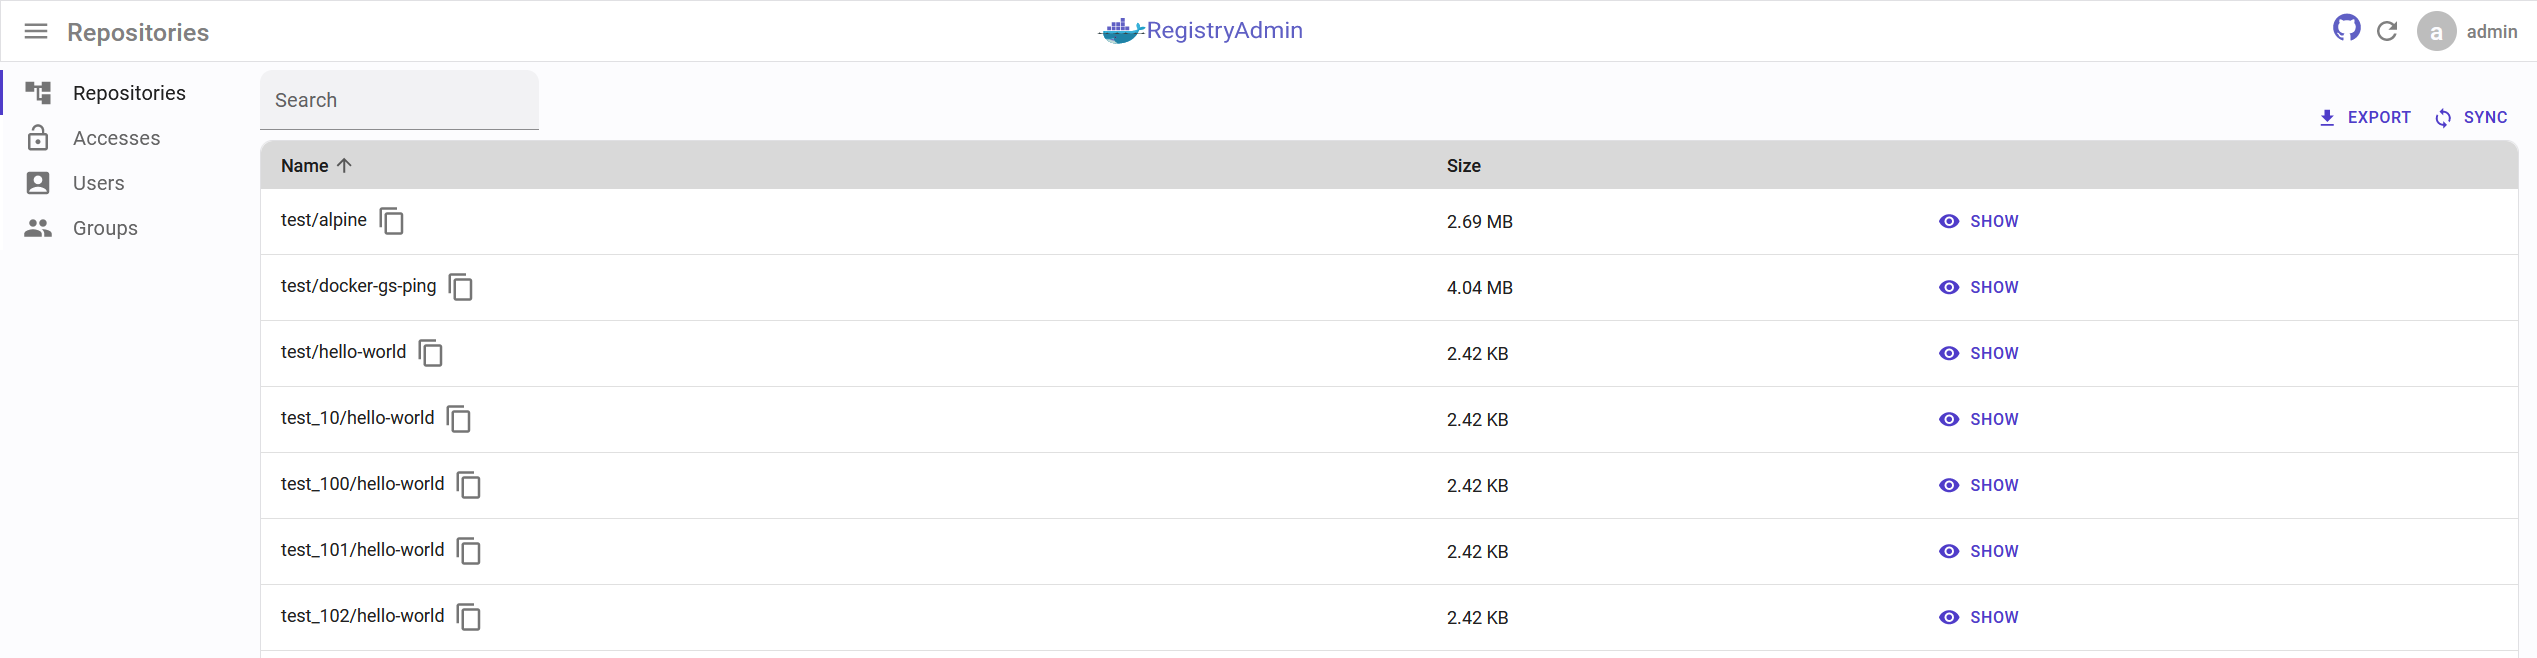 Repositories
RegistryAdmin
a admin
Repositories
Accesses
Users
Groups
Search
EXPORT SYNC
Name Size
test/alpine 2.69 MB SHOW
test/docker-gs-ping 4.04 MB SHOW
test/hello-world 2.42 KB SHOW
test_10/hello-world 2.42 KB SHOW
test_100/hello-world 2.42 KB SHOW
test_101/hello-world 2.42 KB SHOW
test_102/hello-world 2.42 KB SHOW